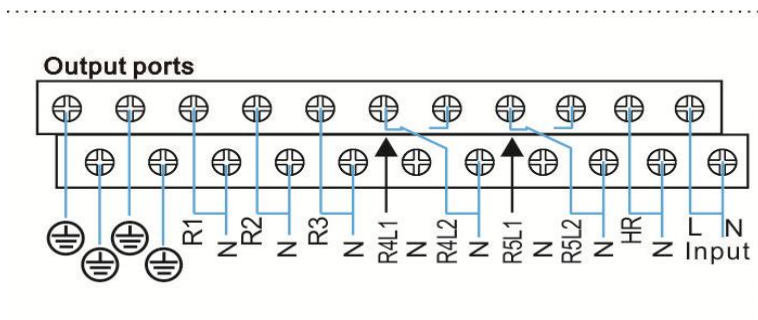 Output ports
R1
N
R2
N
R3
N
R4L1
N
R4L2
N
R5L1
N
R5L2
N
HR
N
L N
Input